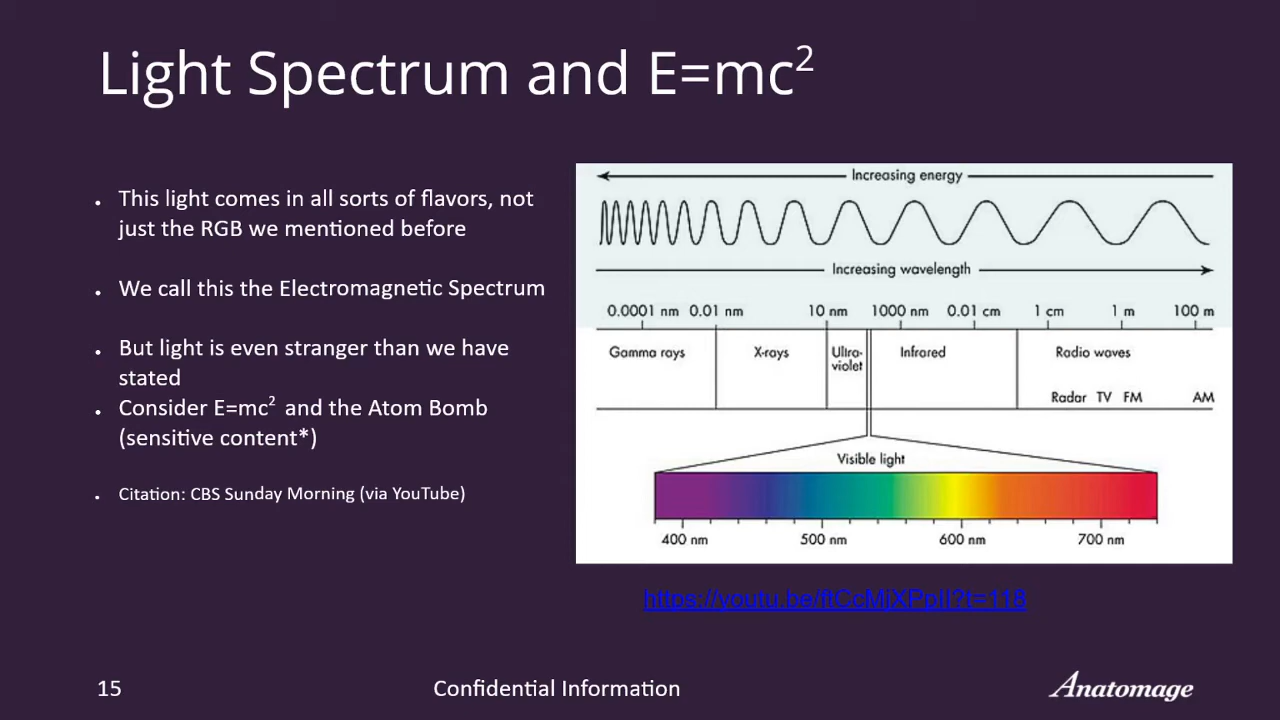 Light Spectrum and E=mc²
• This light comes in all sorts of flavors, not
just the RGB we mentioned before
• We call this the Electromagnetic Spectrum
• But light is even stranger than we have
stated
• Consider E=mc² and the Atom Bomb
(sensitive content*)
• Citation: CBS Sunday Morning (via YouTube)
Increasing energy
Increasing wavelength
0.0001 nm 0.01 nm 10 nm 1000 nm 0.01 cm 1 cm 1 m 100 m
Gamma rays X-rays Ultra-
violet Infrared Radio waves
Radar TV FM AM
Visible light
400 nm 500 nm 600 nm 700 nm
15 Confidential Information Anatomage